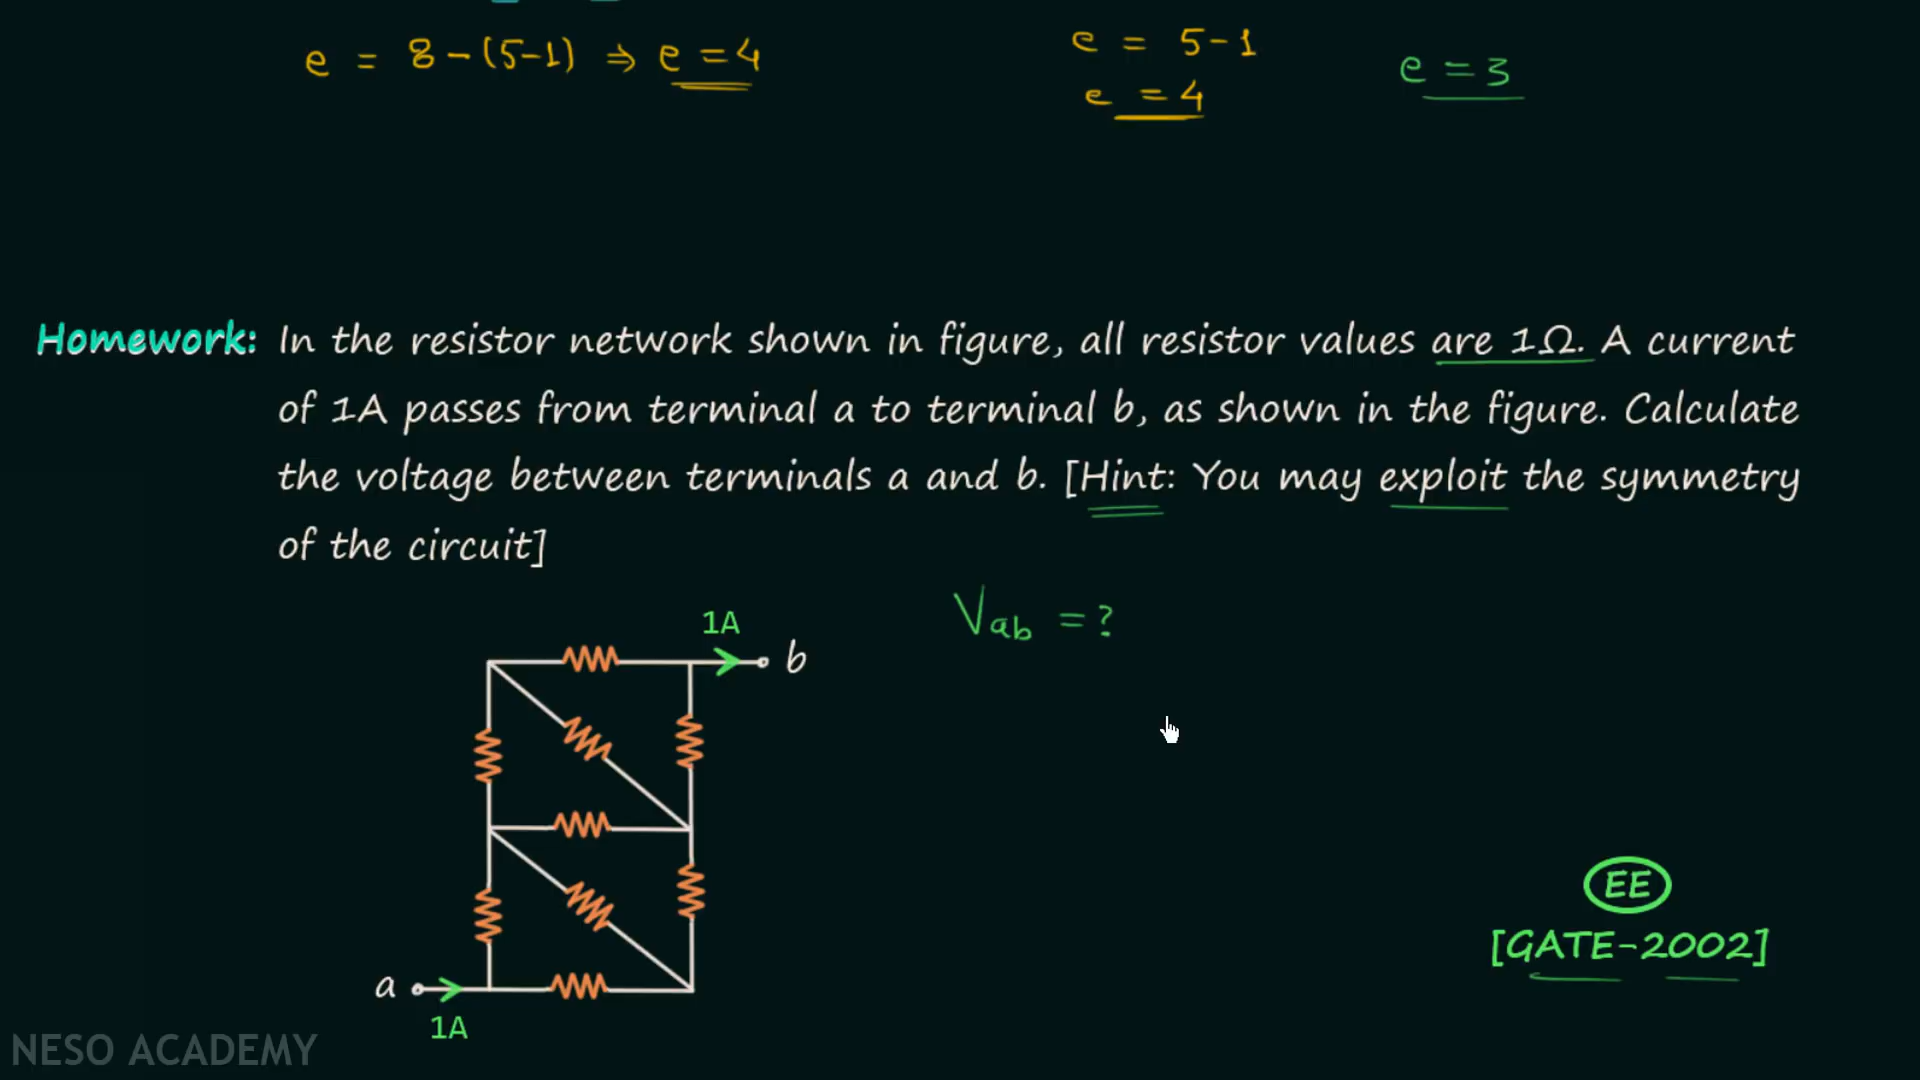 e = 8-(5-1) ⇒ e = 4
e = 5-1
e = 4
e = 3
Homework: In the resistor network shown in figure, all resistor values are 1Ω. A current
of 1A passes from terminal a to terminal b, as shown in the figure. Calculate
the voltage between terminals a and b. [Hint: You may exploit the symmetry
of the circuit]
Vab = ?
1A
b
a
1A
EE
[GATE-2002]
NESO ACADEMY